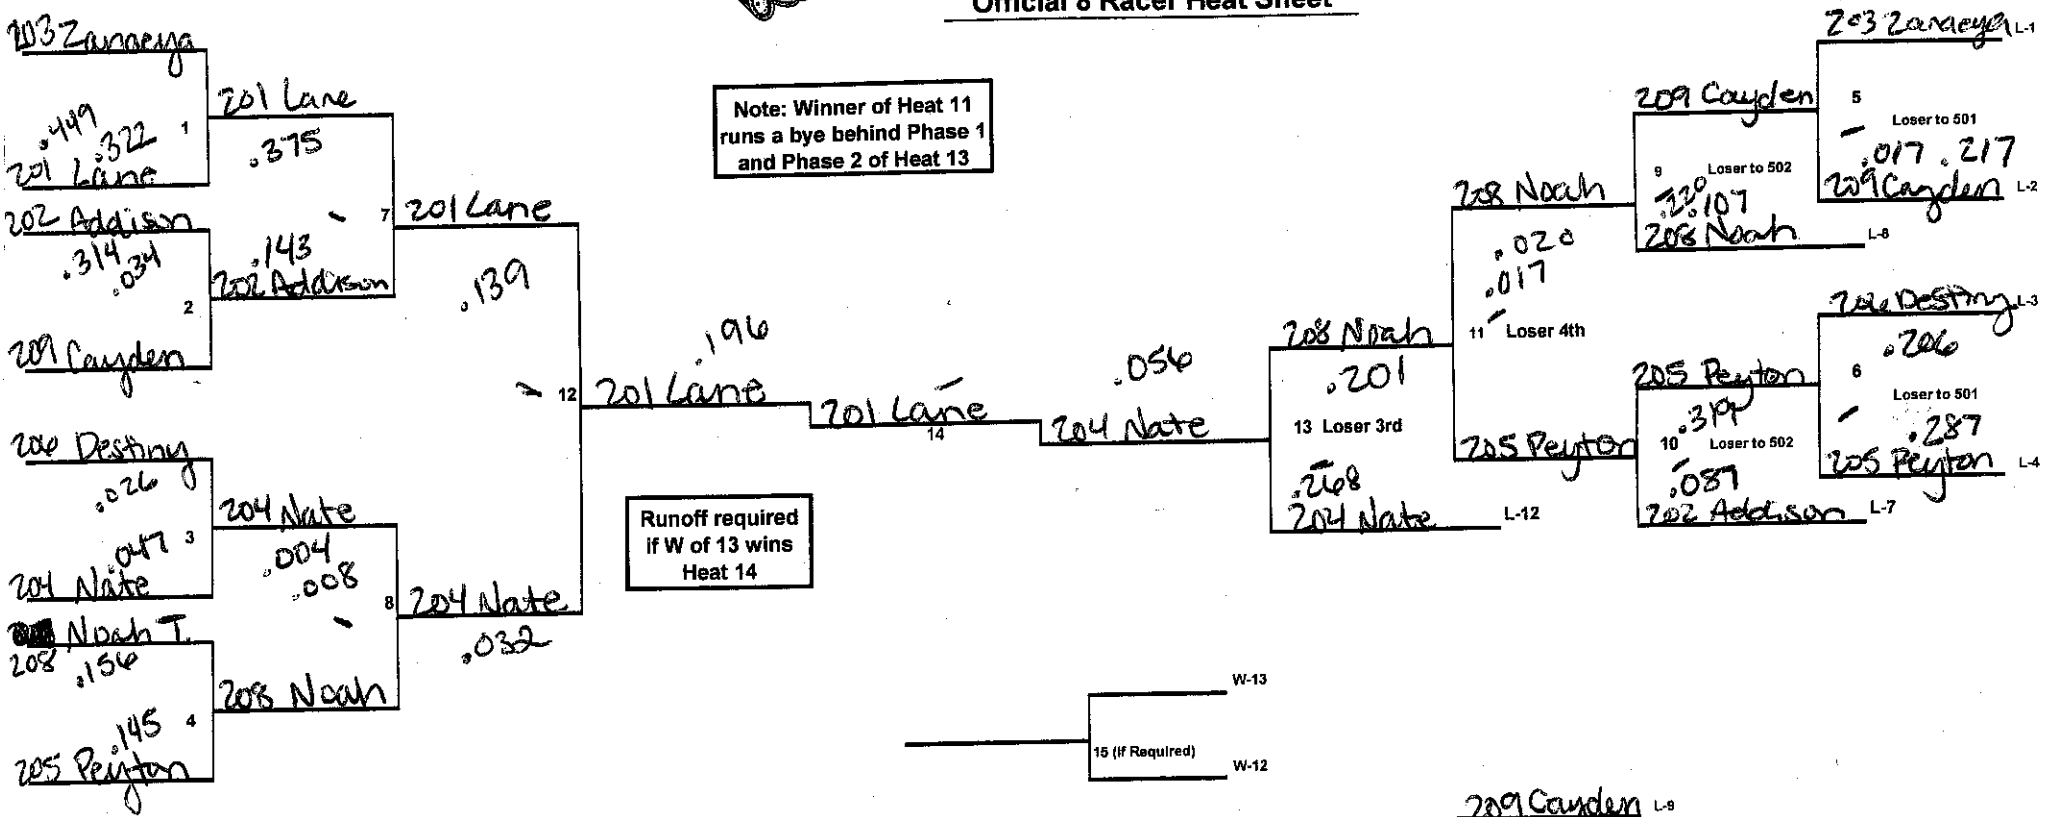 Official 8 Racer Heat Sheet
203 Zanaeya
.449
.322
1
201 Lane
201 Lane
.375
202 Addison
.314
.034
2
209 Cayden
.143
202 Addison
7
201 Lane
.139
206 Destiny
.026
.047
3
204 Nate
204 Nate
.004
.008
8
Noah T.
208
.156
.145
4
205 Peyton
208 Noah
204 Nate
.032
12
.196
201 Lane
201 Lane
14
.056
204 Nate
Note: Winner of Heat 11
runs a bye behind Phase 1
and Phase 2 of Heat 13
Runoff required
if W of 13 wins
Heat 14
208 Noah
.201
13 Loser 3rd
.268
204 Nate
L-12
208 Noah
.020
.017
11 Loser 4th
205 Peyton
209 Cayden
9
Loser to 502
.220
.107
208 Noah
L-8
205 Peyton
10
Loser to 502
.087
202 Addison
L-7
203 Zanaeya
L-1
5
Loser to 501
.017 .217
209 Cayden
L-2
206 Destiny
L-3
.206
6
Loser to 501
.287
205 Peyton
L-4
W-13
15 (If Required)
W-12
209 Cayden
L-9